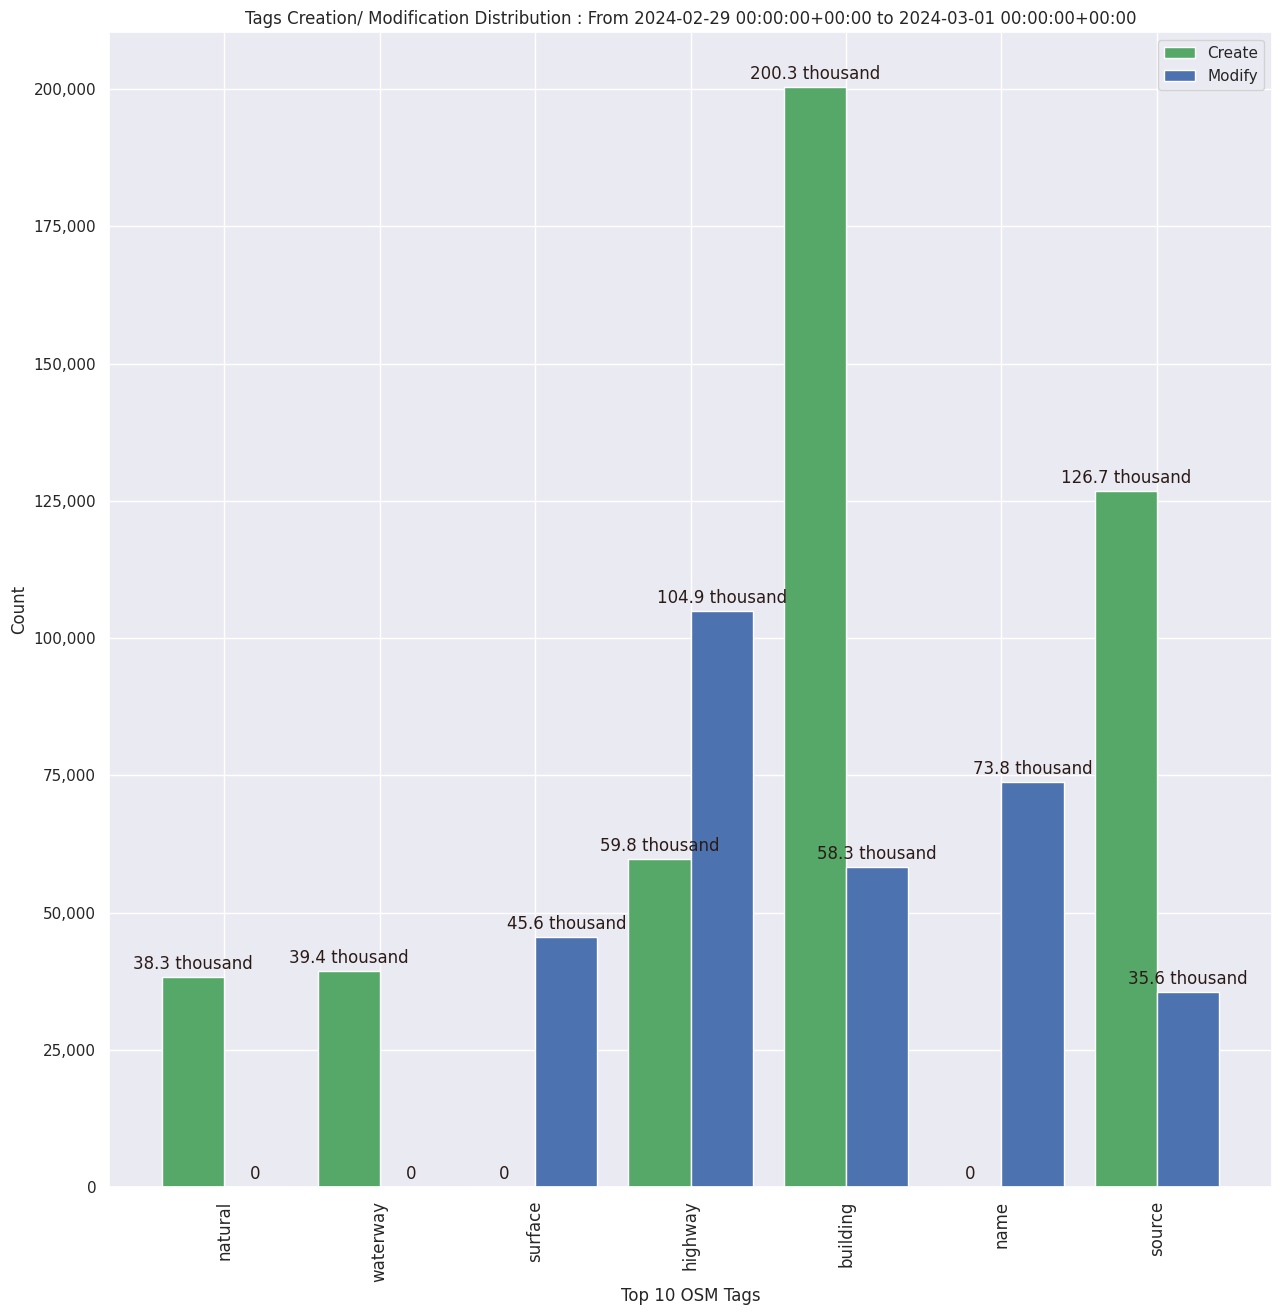 Tags Creation/ Modification Distribution : From 2024-02-29 00:00:00+00:00 to 2024-03-01 00:00:00+00:00
Create
Modify
200.3 thousand
200,000
175,000
150,000
126.7 thousand
125,000
104.9 thousand
100,000
75,000
73.8 thousand
59.8 thousand
58.3 thousand
50,000
45.6 thousand
39.4 thousand
38.3 thousand
35.6 thousand
25,000
0 0 0 0
0
Count
natural
waterway
surface
highway
building
name
source
Top 10 OSM Tags